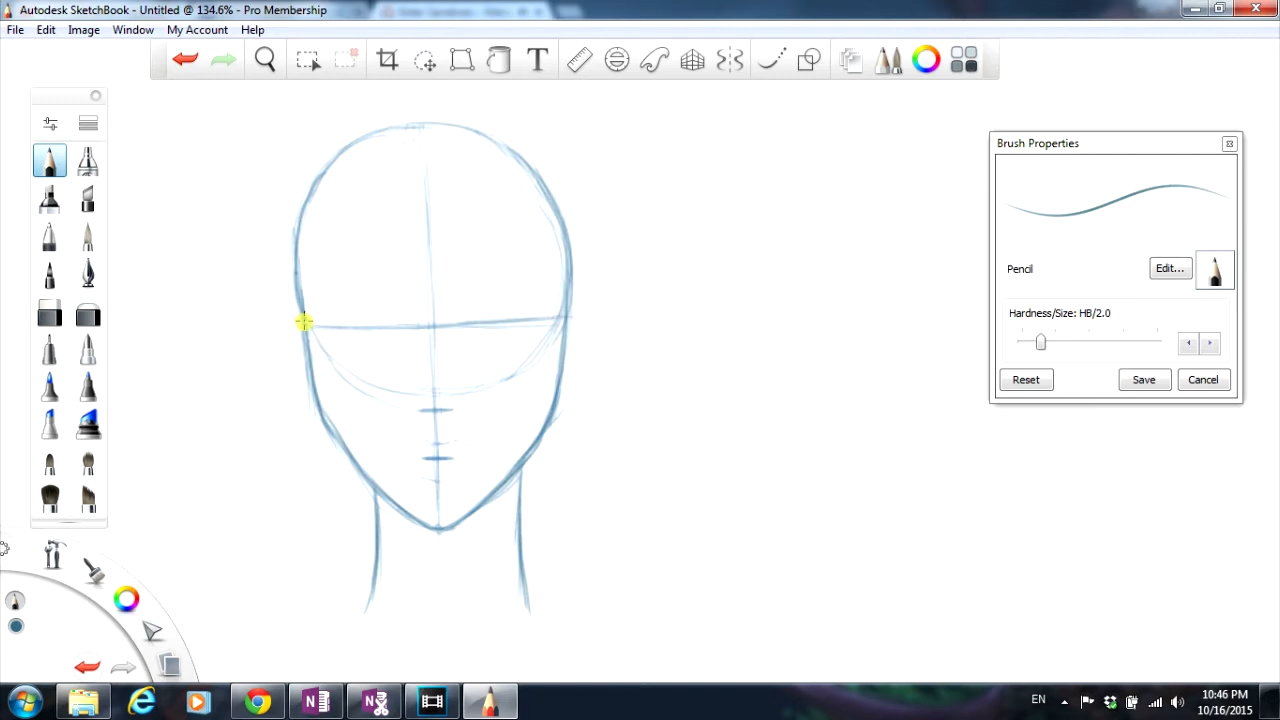 Autodesk SketchBook - Untitled @ 134.6% - Pro Membership
File Edit Image Window My Account Help
T
Brush Properties
Pencil
Edit...
Hardness/Size: HB/2.0
Reset Save Cancel
EN
10:46 PM
10/16/2015